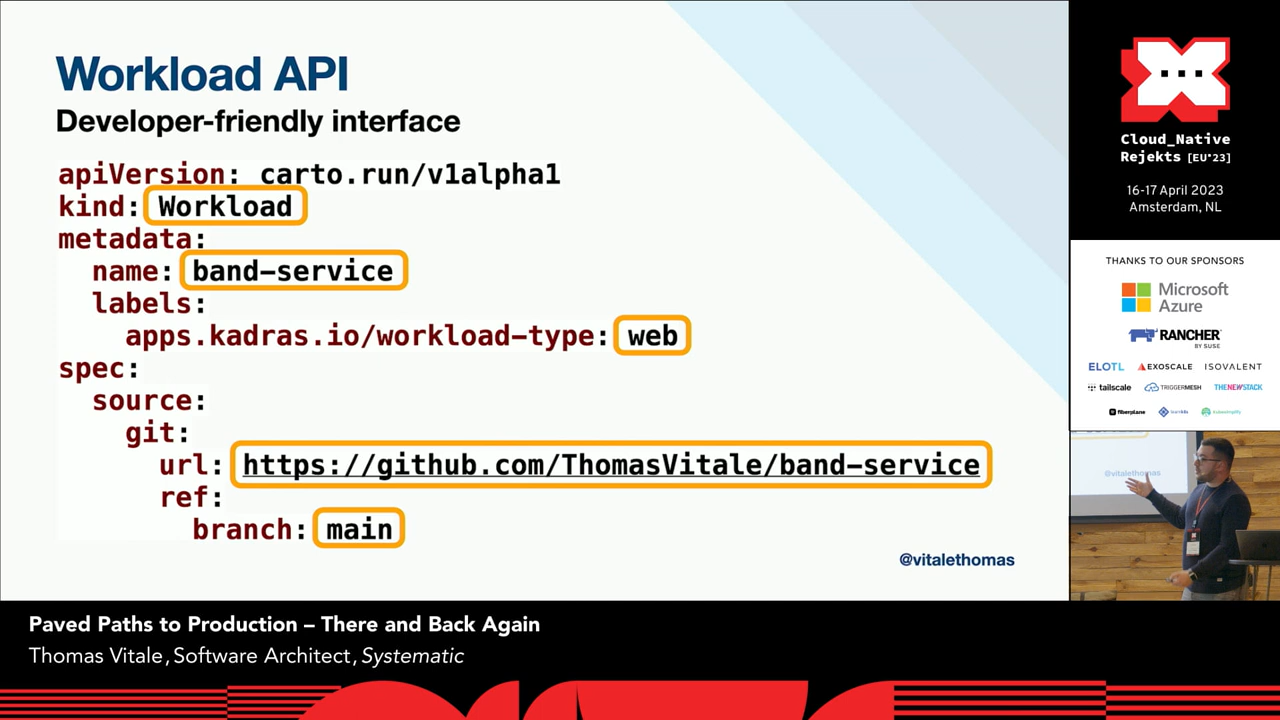 Workload API
Developer-friendly interface
apiVersion: carto.run/v1alpha1
kind: Workload
metadata:
  name: band-service
  labels:
    apps.kadras.io/workload-type: web
spec:
  source:
    git:
      url: https://github.com/ThomasVitale/band-service
      ref:
        branch: main
@vitalethomas
Cloud_Native
Rejekts [EU*23]
16-17 April 2023
Amsterdam, NL
THANKS TO OUR SPONSORS
Microsoft
Azure
RANCHER
BY SUSE
ELOTL EXOSCALE ISOVALENT
tailscale TRIGGERMESH THENEWSTACK
fiberplane kubesimplify
@vitalethomas
Paved Paths to Production – There and Back Again
Thomas Vitale, Software Architect, Systematic